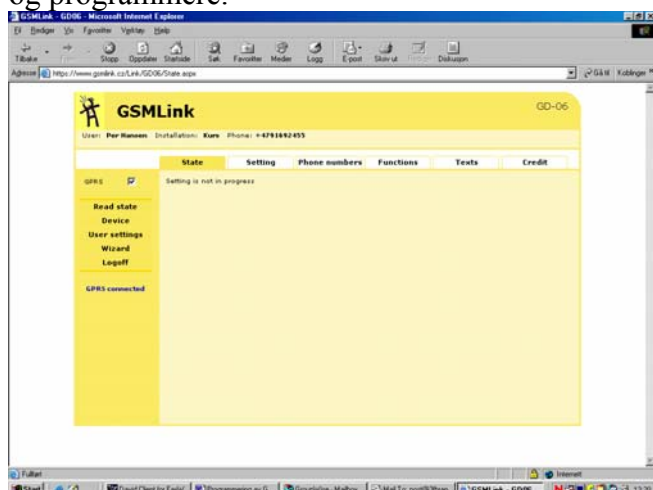 og programmere.
GSMLink - GD06 - Microsoft Internet Explorer
Fil Rediger Vis Favoritter Verktøy Hjelp
Tilbake Stopp Oppdater Startside Søk Favoritter Medier Logg E-post Skriv ut Diskusjon
Adresse https://www.gsmlink.cz/Link/GD06/State.aspx Gå til Koblinger
GSMLink GD-06
User: Per Hansen Installation: Kurs Phone: +4791692455
State Setting Phone numbers Functions Texts Credit
GPRS Setting is not in progress
Read state
Device
User settings
Wizard
Logoff
GPRS connected
Fullført Internett
Start GSMLink - GD06